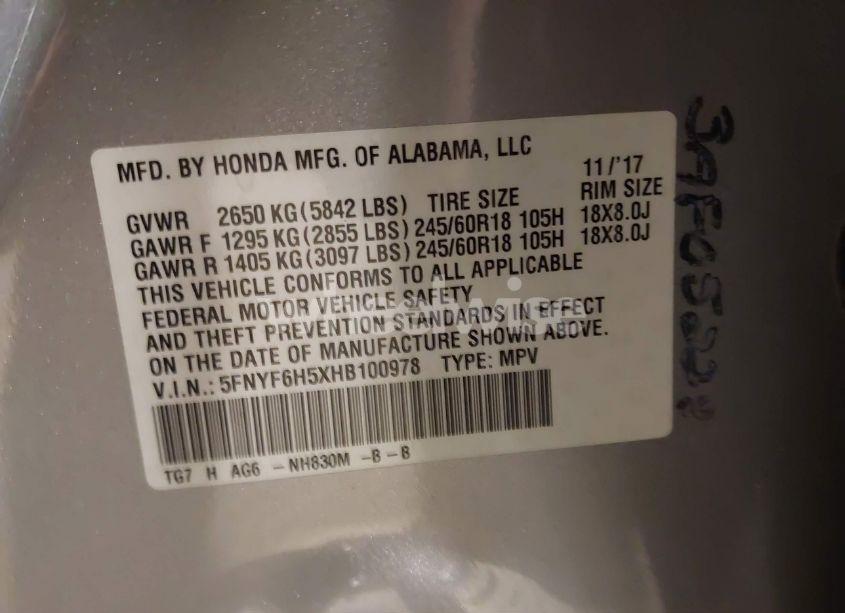 MFD. BY HONDA MFG. OF ALABAMA, LLC 11/'17
GVWR 2650 KG(5842 LBS) TIRE SIZE RIM SIZE
GAWR F 1295 KG(2855 LBS) 245/60R18 105H 18X8.0J
GAWR R 1405 KG(3097 LBS) 245/60R18 105H 18X8.0J
THIS VEHICLE CONFORMS TO ALL APPLICABLE
FEDERAL MOTOR VEHICLE SAFETY
AND THEFT PREVENTION STANDARDS IN EFFECT
ON THE DATE OF MANUFACTURE SHOWN ABOVE.
V.I.N.: 5FNYF6H5XHB100978 TYPE: MPV
TG7 H AG6 -NH830M -B -B